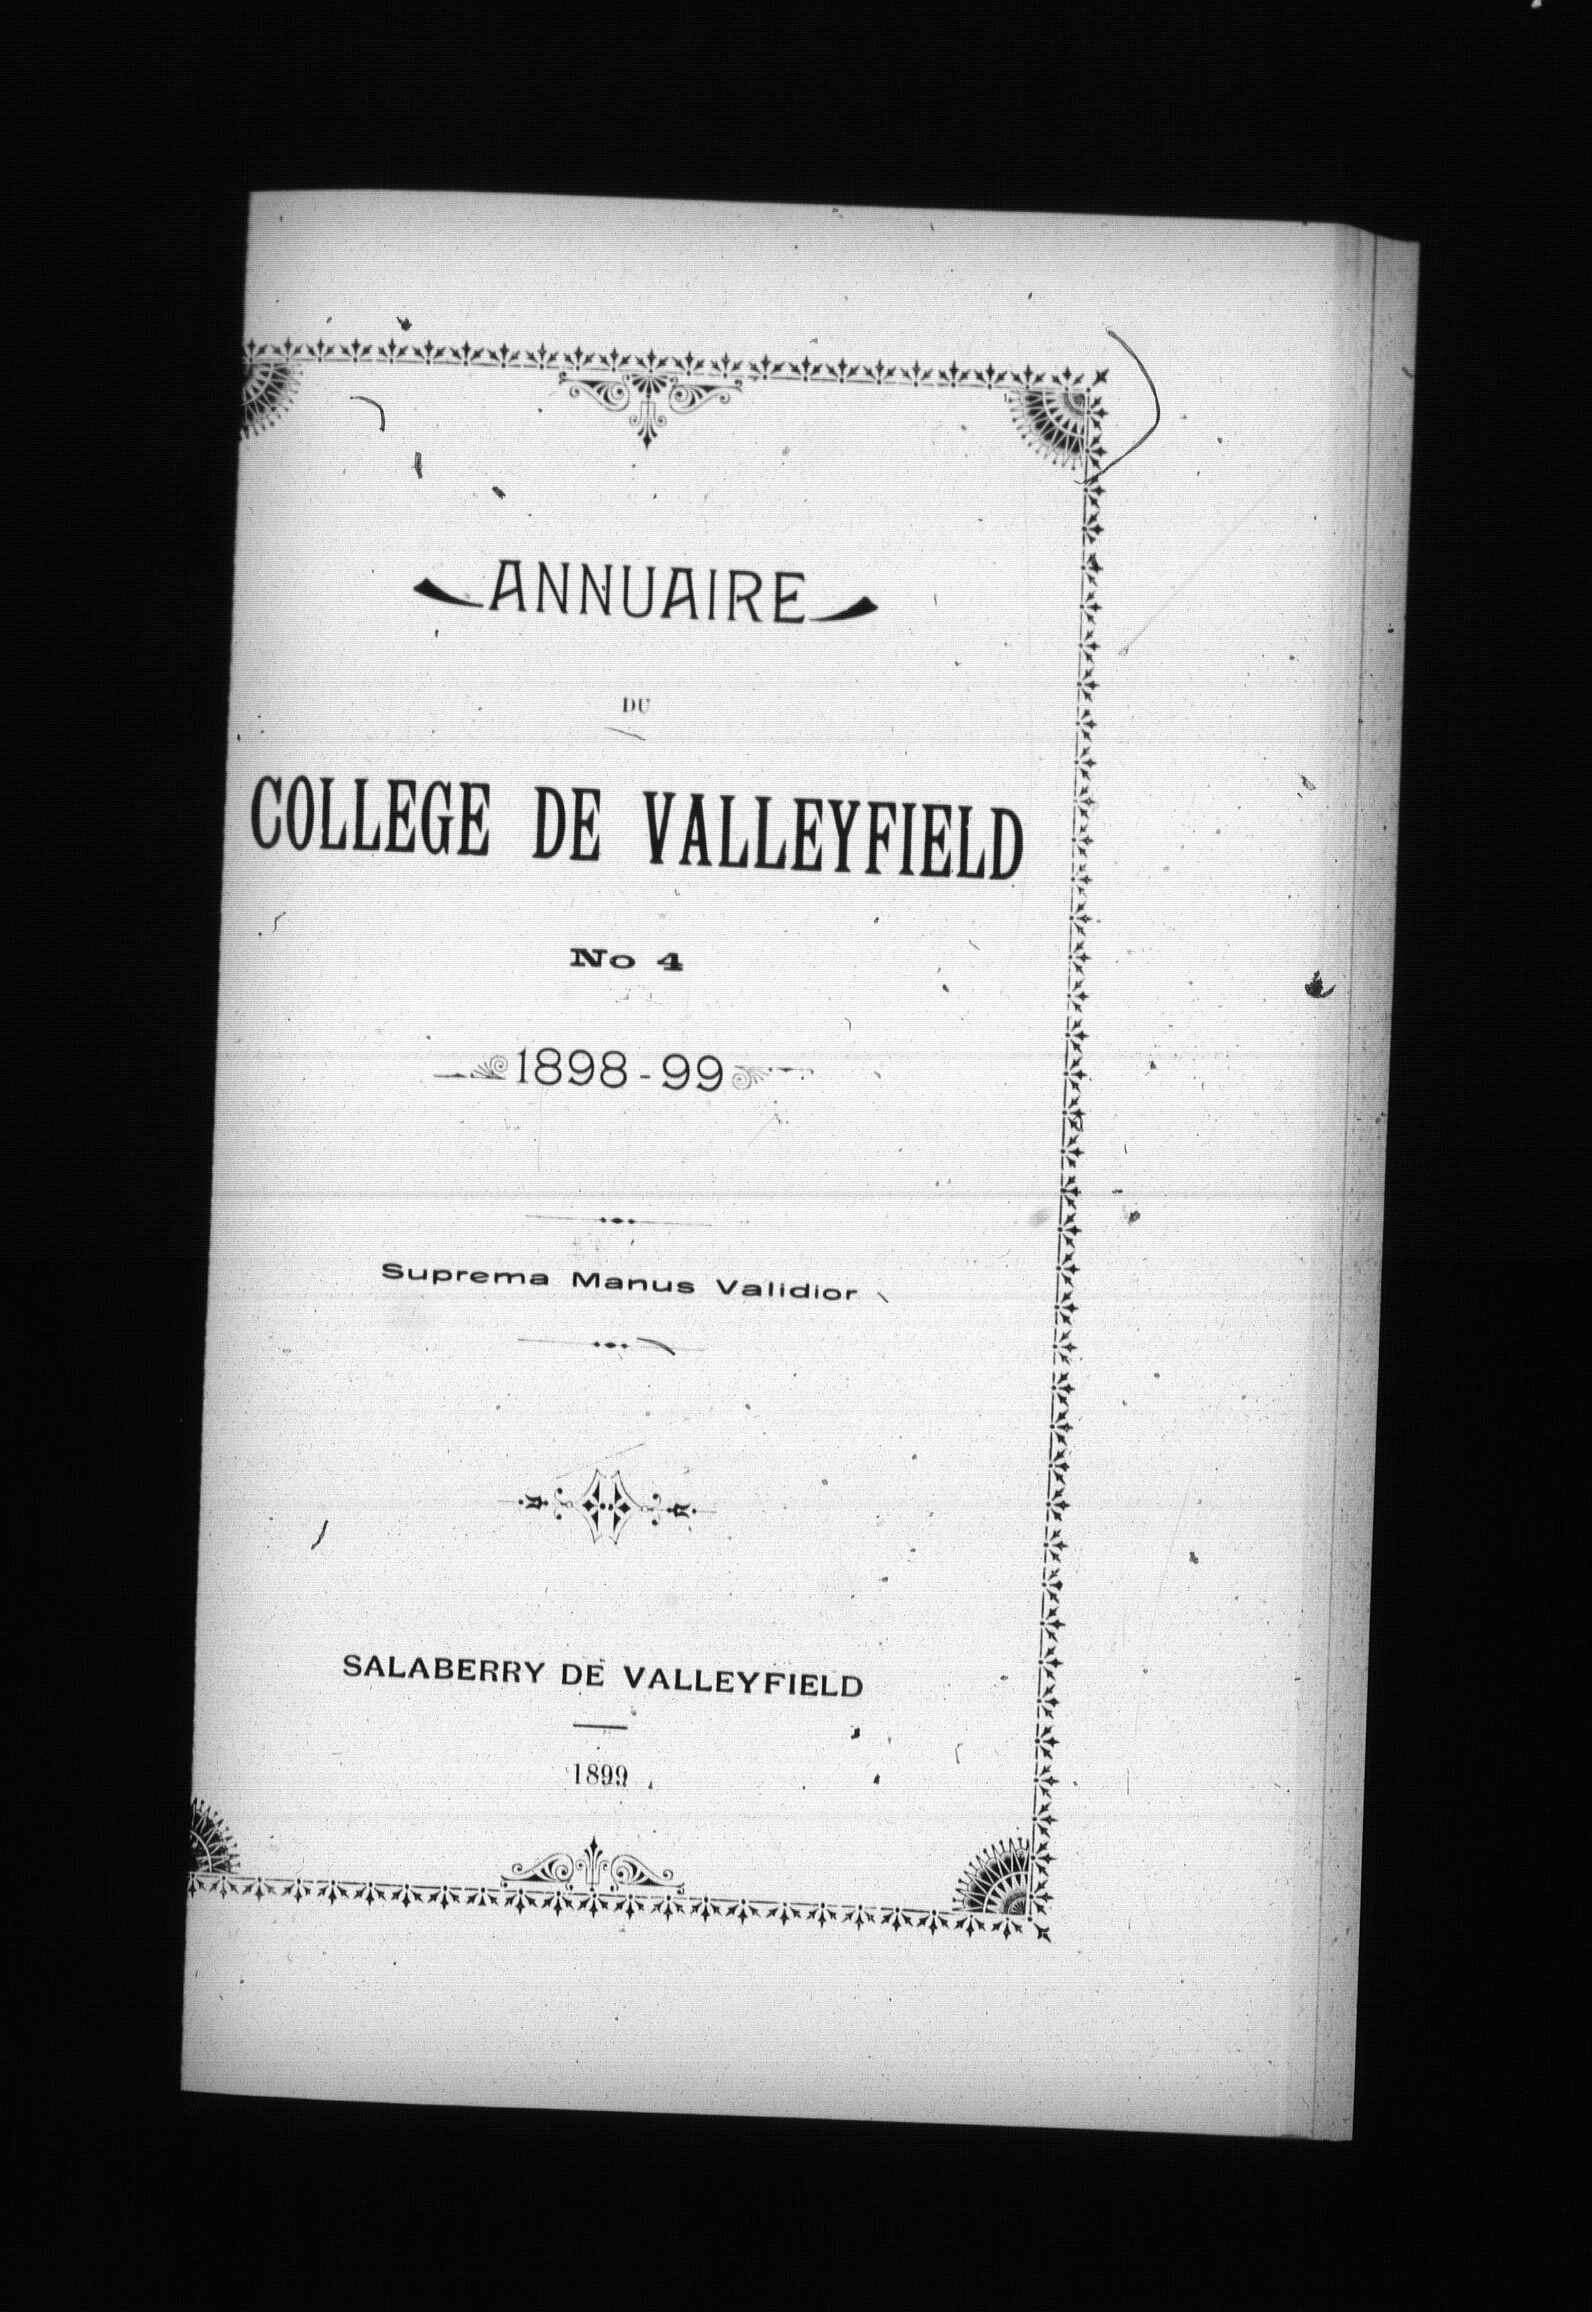 ANNUAIRE
DU
COLLEGE DE VALLEYFIELD
No 4
1898-99
Suprema Manus Validior
SALABERRY DE VALLEYFIELD
1899